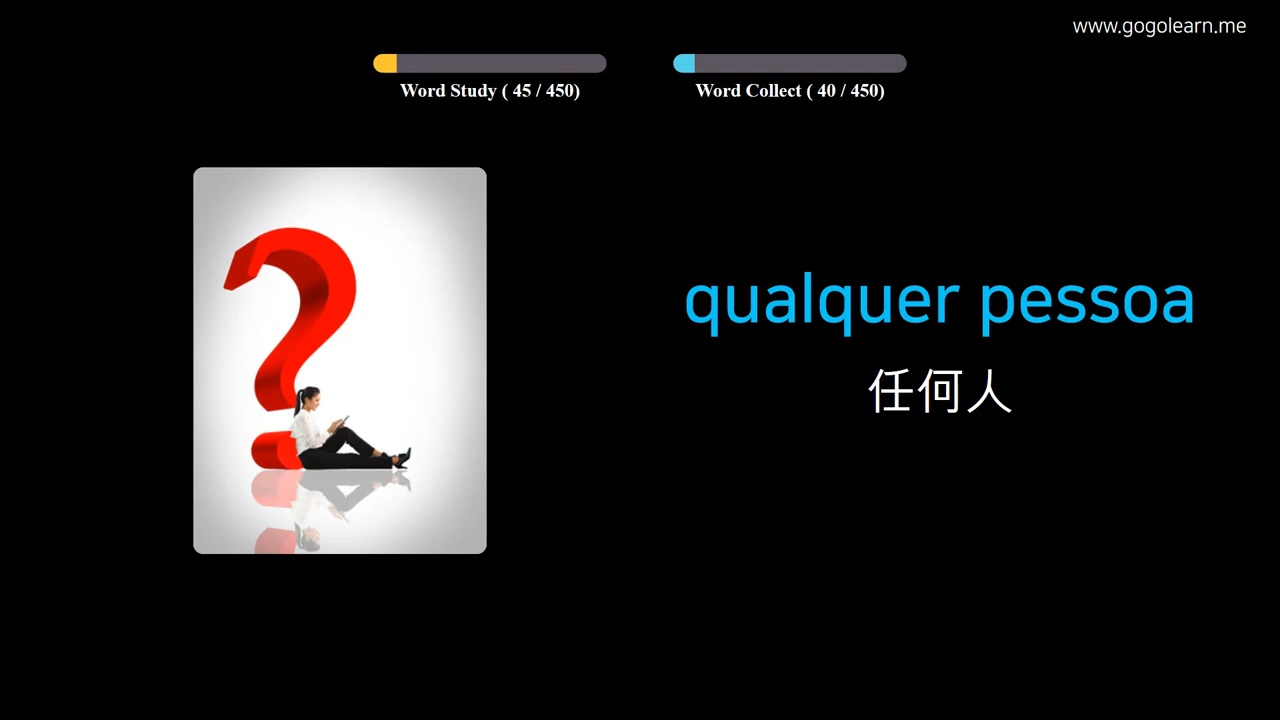 www.gogolearn.me
Word Study ( 45 / 450)
Word Collect ( 40 / 450)
qualquer pessoa
任何人